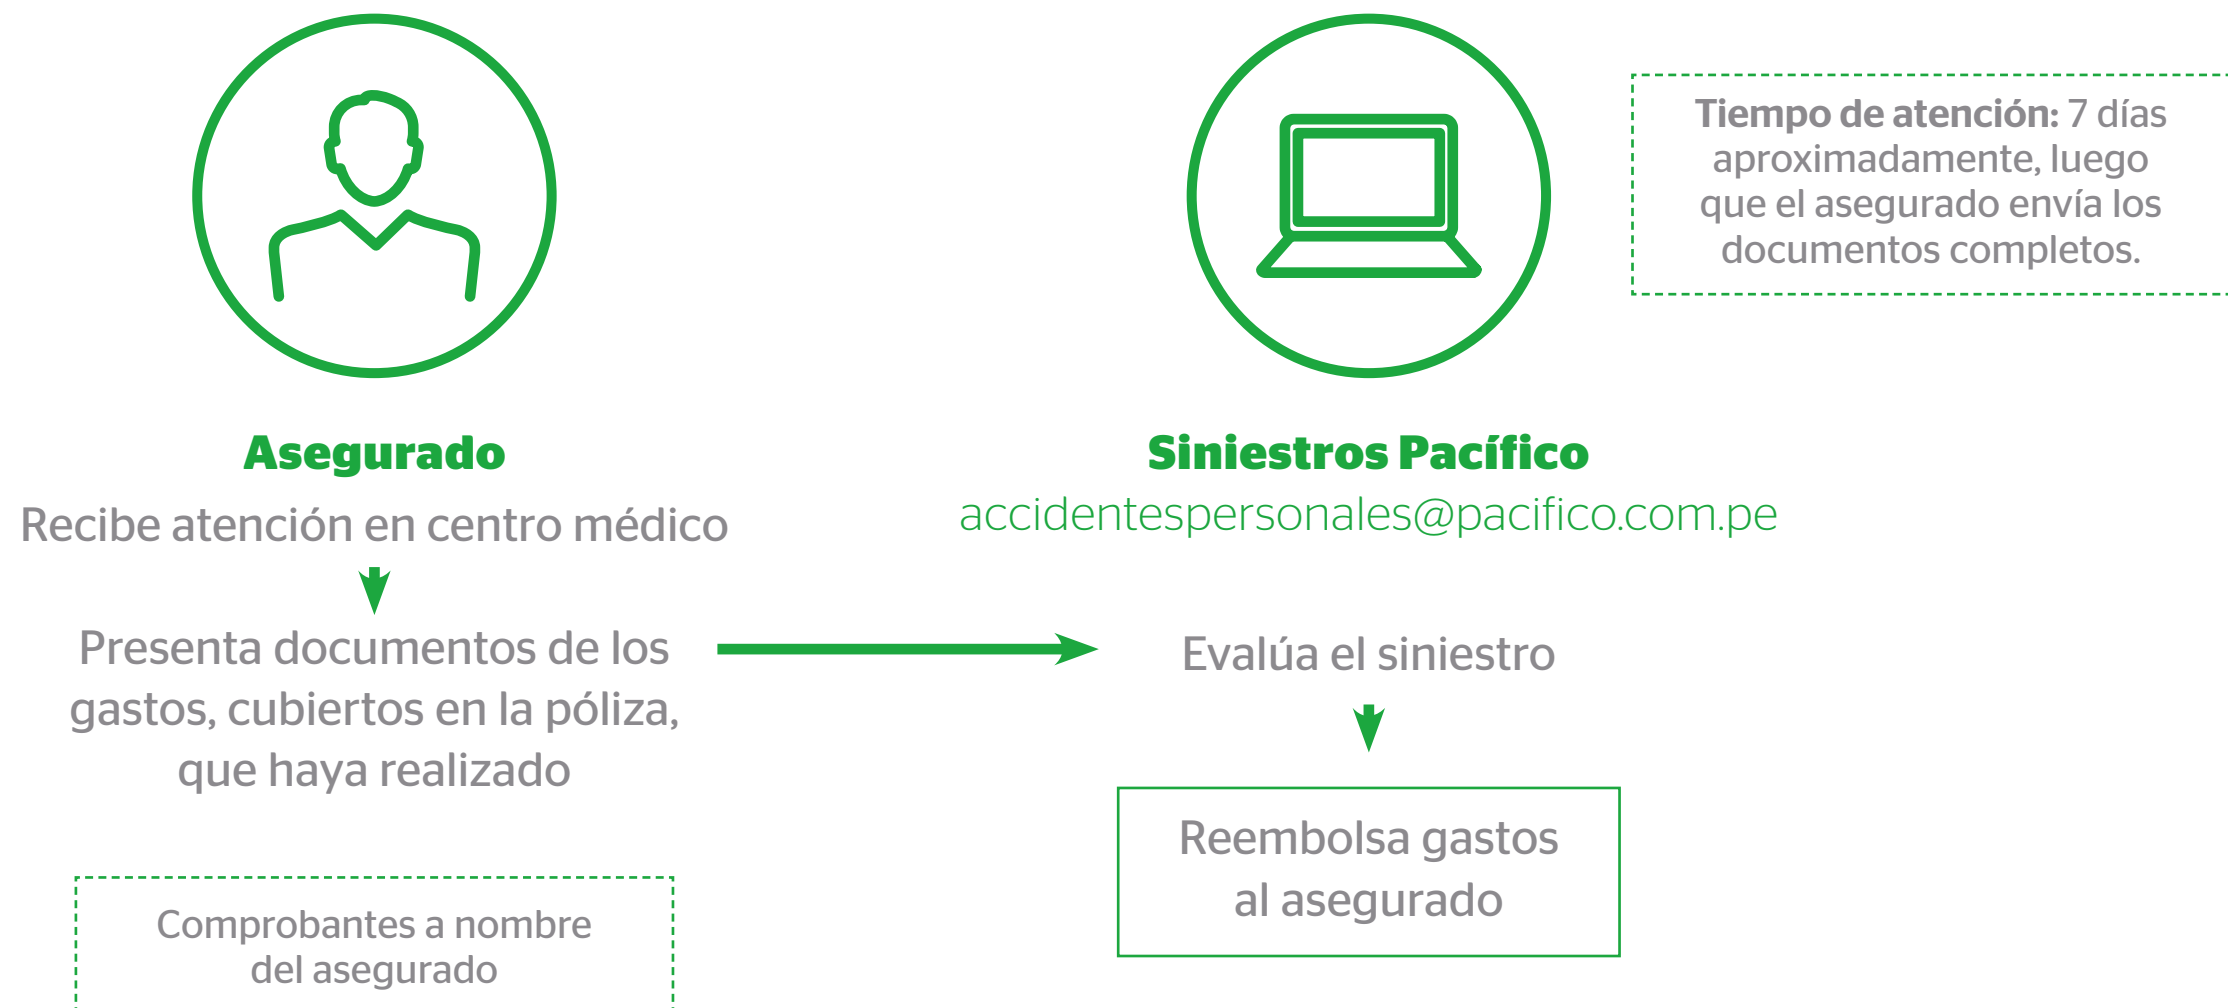 Asegurado
Recibe atención en centro médico
Presenta documentos de los
gastos, cubiertos en la póliza,
que haya realizado
Comprobantes a nombre
del asegurado
Siniestros Pacífico
accidentespersonales@pacifico.com.pe
Evalúa el siniestro
Reembolsa gastos
al asegurado
Tiempo de atención: 7 días
aproximadamente, luego
que el asegurado envía los
documentos completos.